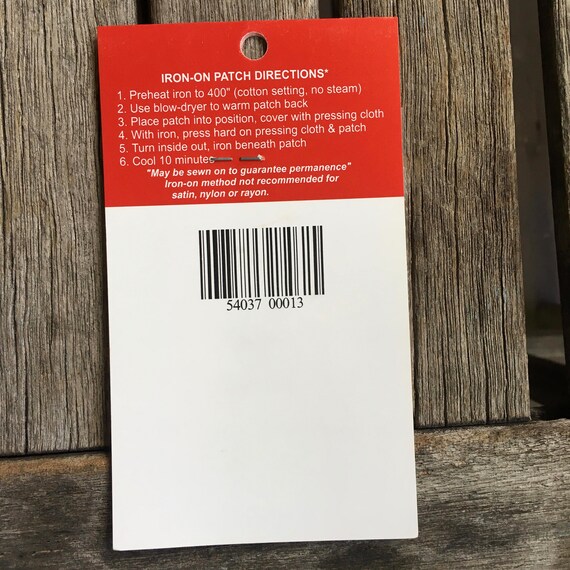 IRON-ON PATCH DIRECTIONS*
1. Preheat iron to 400° (cotton setting, no steam)
2. Use blow-dryer to warm patch back
3. Place patch into position, cover with pressing cloth
4. With iron, press hard on pressing cloth & patch
5. Turn inside out, iron beneath patch
6. Cool 10 minutes
"May be sewn on to guarantee permanence"
Iron-on method not recommended for
satin, nylon or rayon.
54037 00013